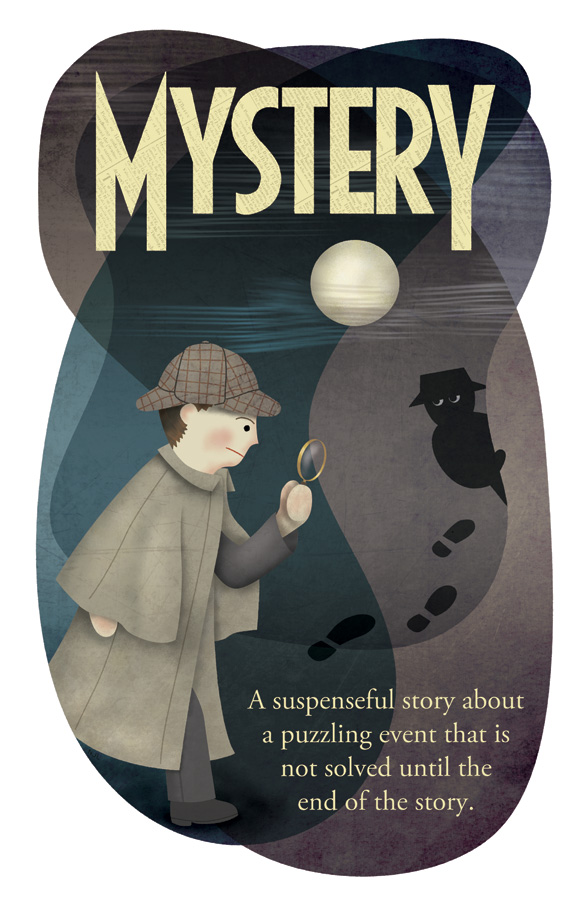 MYSTERY
A suspenseful story about
a puzzling event that is
not solved until the
end of the story.